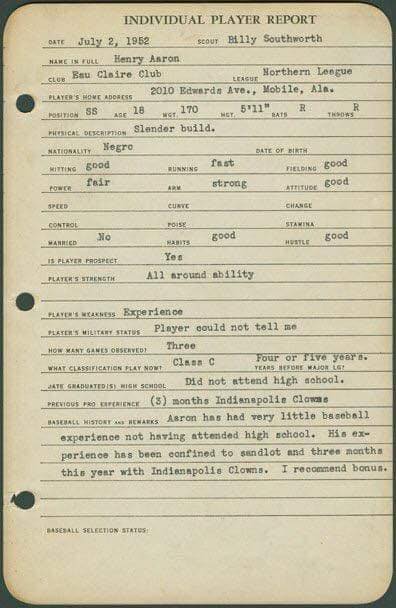 INDIVIDUAL PLAYER REPORT
DATE July 2, 1952 SCOUT Billy Southworth
NAME IN FULL Henry Aaron
CLUB Eau Claire Club LEAGUE Northern League
PLAYER'S HOME ADDRESS 2010 Edwards Ave., Mobile, Ala.
POSITION SS AGE 18 WGT. 170 HGT. 5'11" BATS R THROWS R
PHYSICAL DESCRIPTION Slender build.
NATIONALITY Negro DATE OF BIRTH
HITTING good RUNNING fast FIELDING good
POWER fair ARM strong ATTITUDE good
SPEED CURVE CHANGE
CONTROL POISE STAMINA
MARRIED No HABITS good HUSTLE good
IS PLAYER PROSPECT Yes
PLAYER'S STRENGTH All around ability
PLAYER'S WEAKNESS Experience
PLAYER'S MILITARY STATUS Player could not tell me
HOW MANY GAMES OBSERVED? Three
WHAT CLASSIFICATION PLAY NOW? Class C YEARS BEFORE MAJOR LG? Four or five years.
DATE GRADUATED(S) HIGH SCHOOL Did not attend high school.
PREVIOUS PRO EXPERIENCE (3) months Indianapolis Clowns
BASEBALL HISTORY AND REMARKS Aaron has had very little baseball
experience not having attended high school. His ex-
perience has been confined to sandlot and three months
this year with Indianapolis Clowns. I recommend bonus.
BASEBALL SELECTION STATUS: